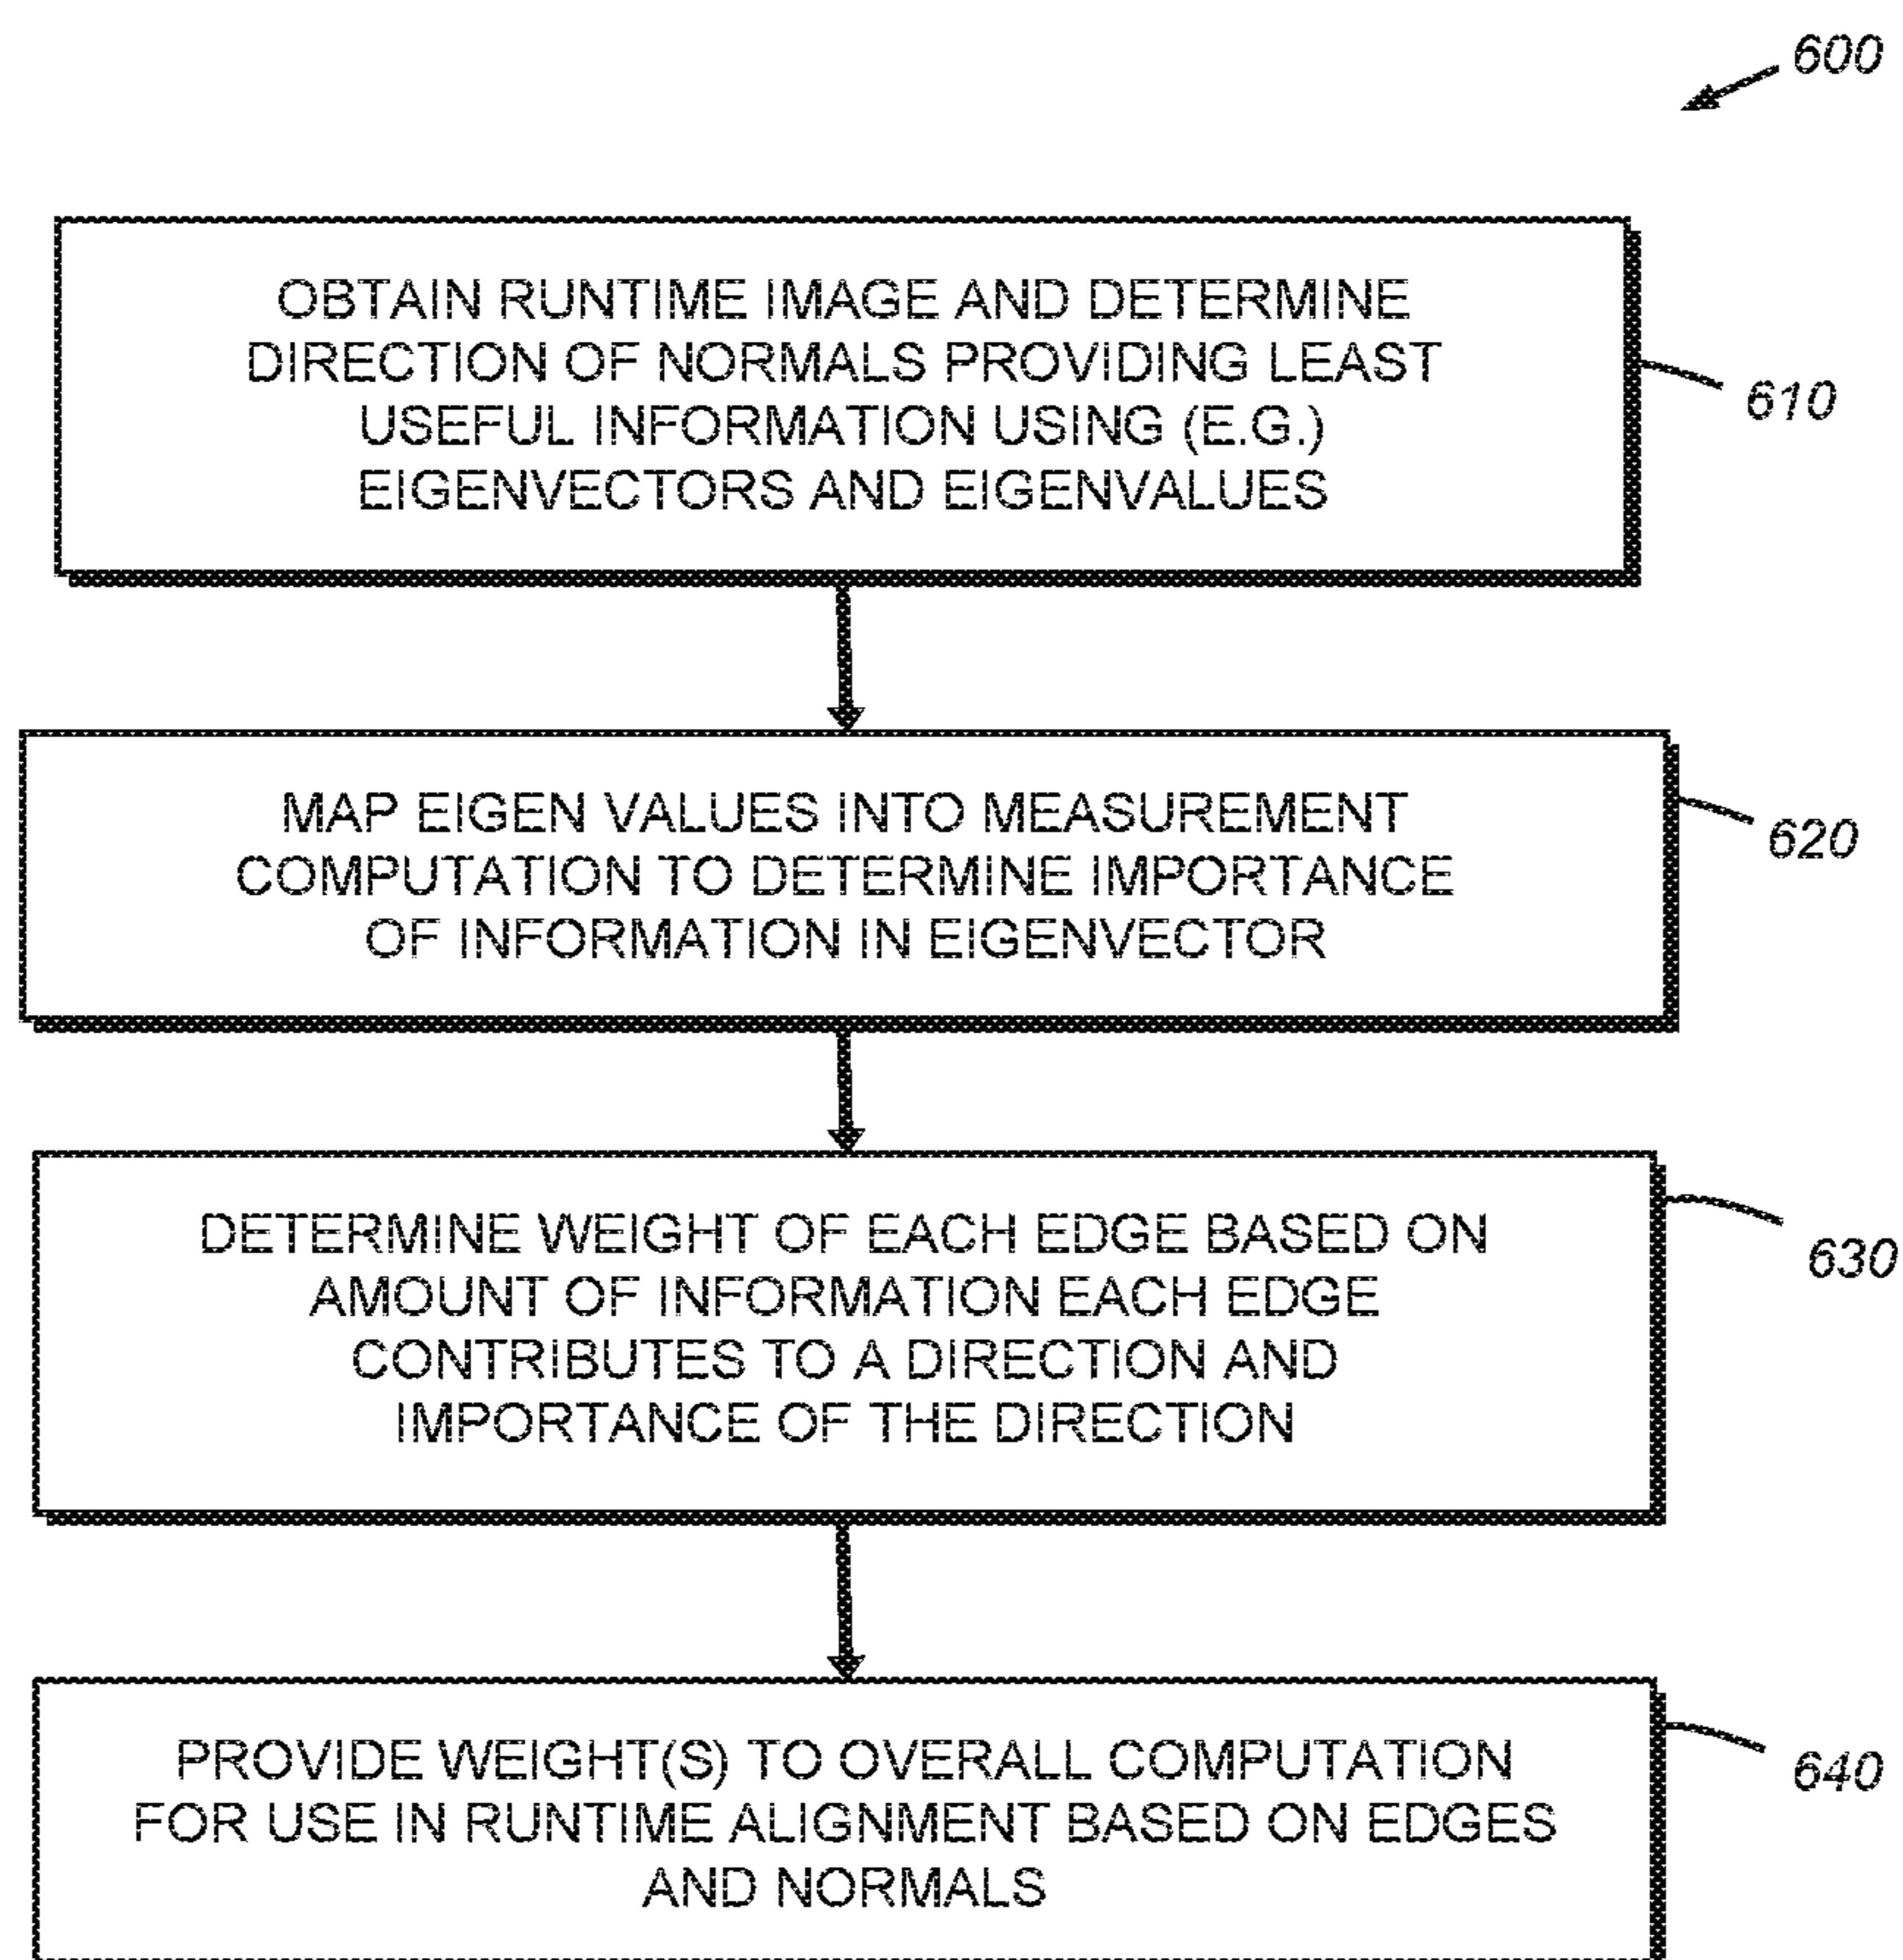 600
OBTAIN RUNTIME IMAGE AND DETERMINE
DIRECTION OF NORMALS PROVIDING LEAST
USEFUL INFORMATION USING (E.G.)
EIGENVECTORS AND EIGENVALUES
610
MAP EIGEN VALUES INTO MEASUREMENT
COMPUTATION TO DETERMINE IMPORTANCE
OF INFORMATION IN EIGENVECTOR
620
DETERMINE WEIGHT OF EACH EDGE BASED ON
AMOUNT OF INFORMATION EACH EDGE
CONTRIBUTES TO A DIRECTION AND
IMPORTANCE OF THE DIRECTION
630
PROVIDE WEIGHT(S) TO OVERALL COMPUTATION
FOR USE IN RUNTIME ALIGNMENT BASED ON EDGES
AND NORMALS
640